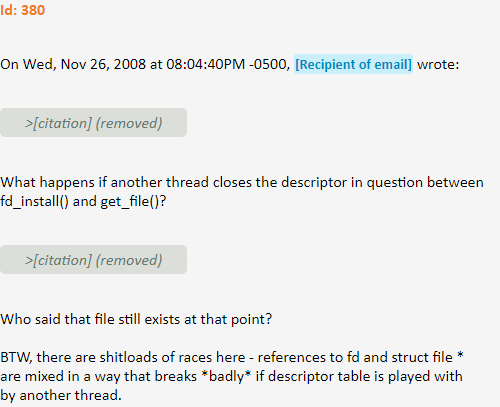 Id: 380
On Wed, Nov 26, 2008 at 08:04:40PM -0500, [Recipient of email] wrote:
>[citation] (removed)
What happens if another thread closes the descriptor in question between
fd_install() and get_file()?
>[citation] (removed)
Who said that file still exists at that point?
BTW, there are shitloads of races here - references to fd and struct file *
are mixed in a way that breaks *badly* if descriptor table is played with
by another thread.